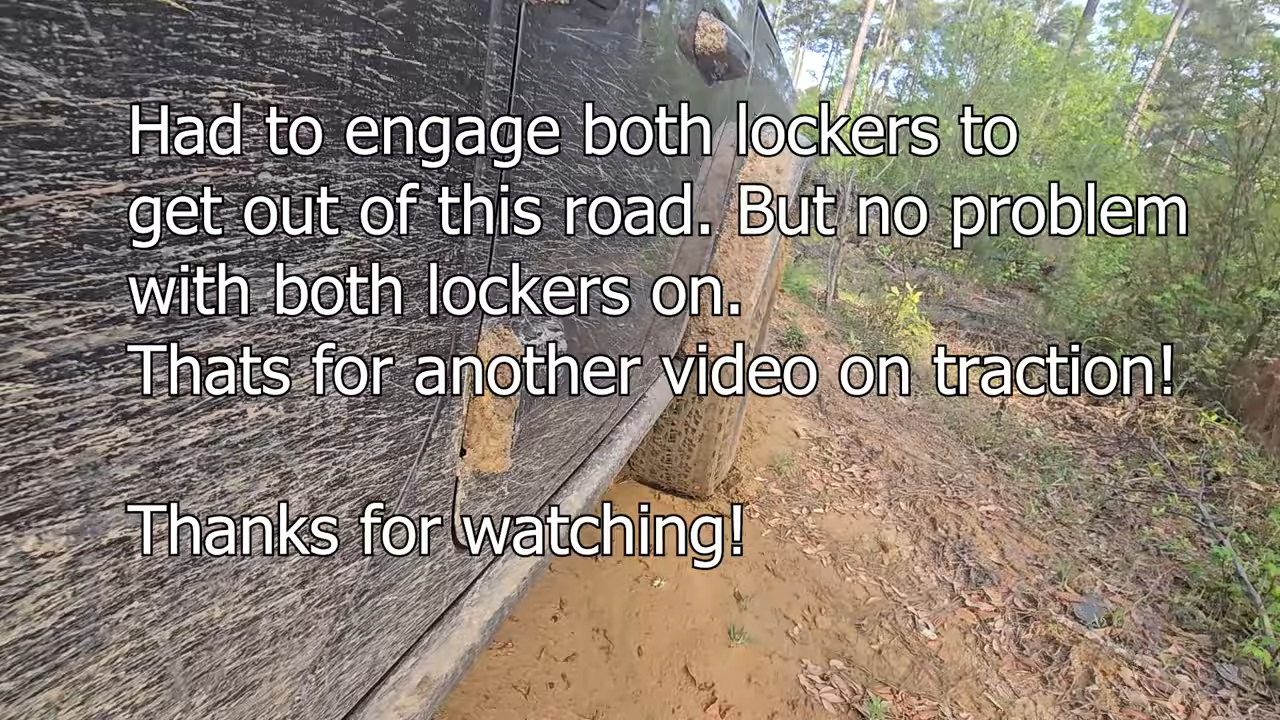 Had to engage both lockers to
get out of this road. But no problem
with both lockers on.
Thats for another video on traction!
Thanks for watching!